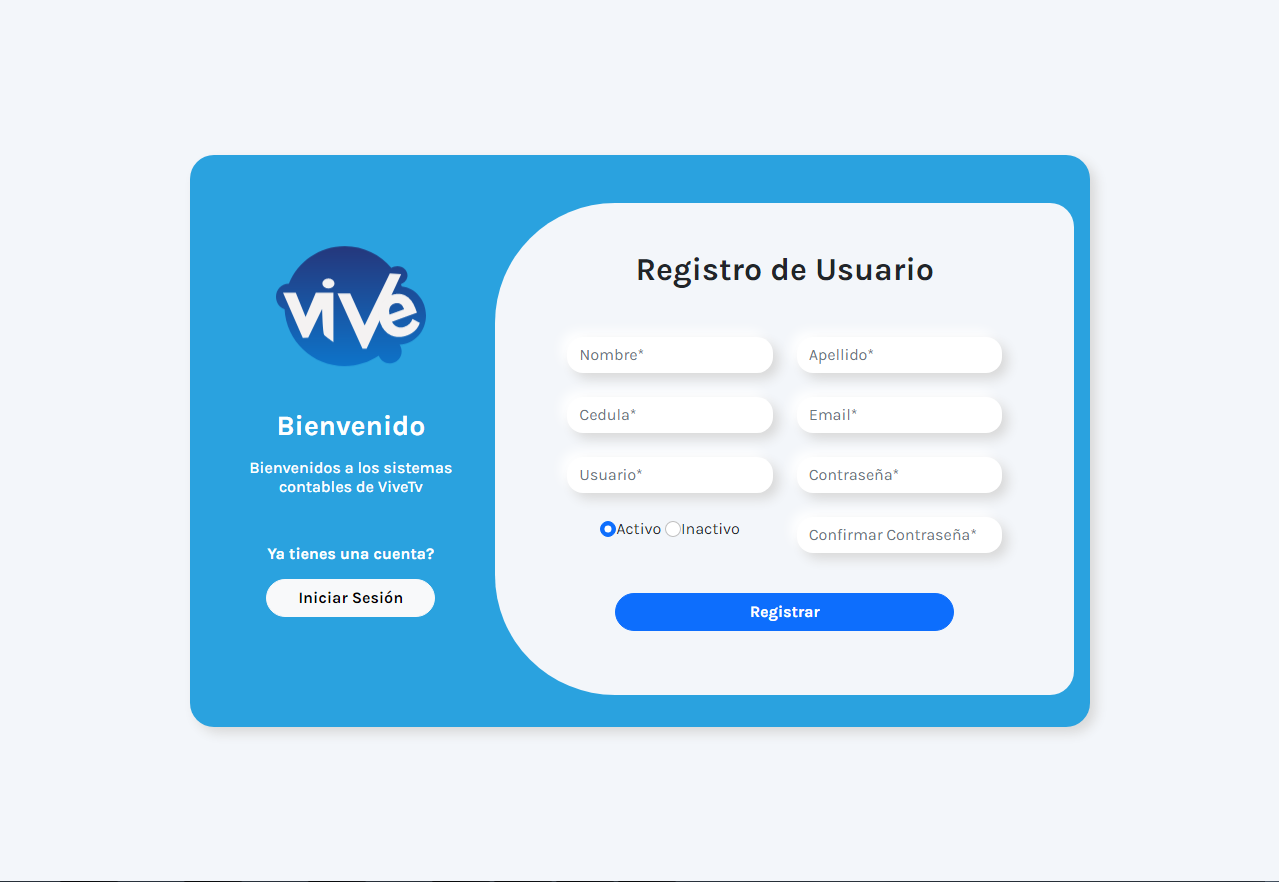 vive
Bienvenido
Bienvenidos a los sistemas
contables de ViveTv
Ya tienes una cuenta?
Iniciar Sesión
Registro de Usuario
Nombre*
Apellido*
Cedula*
Email*
Usuario*
Contraseña*
Activo Inactivo
Confirmar Contraseña*
Registrar